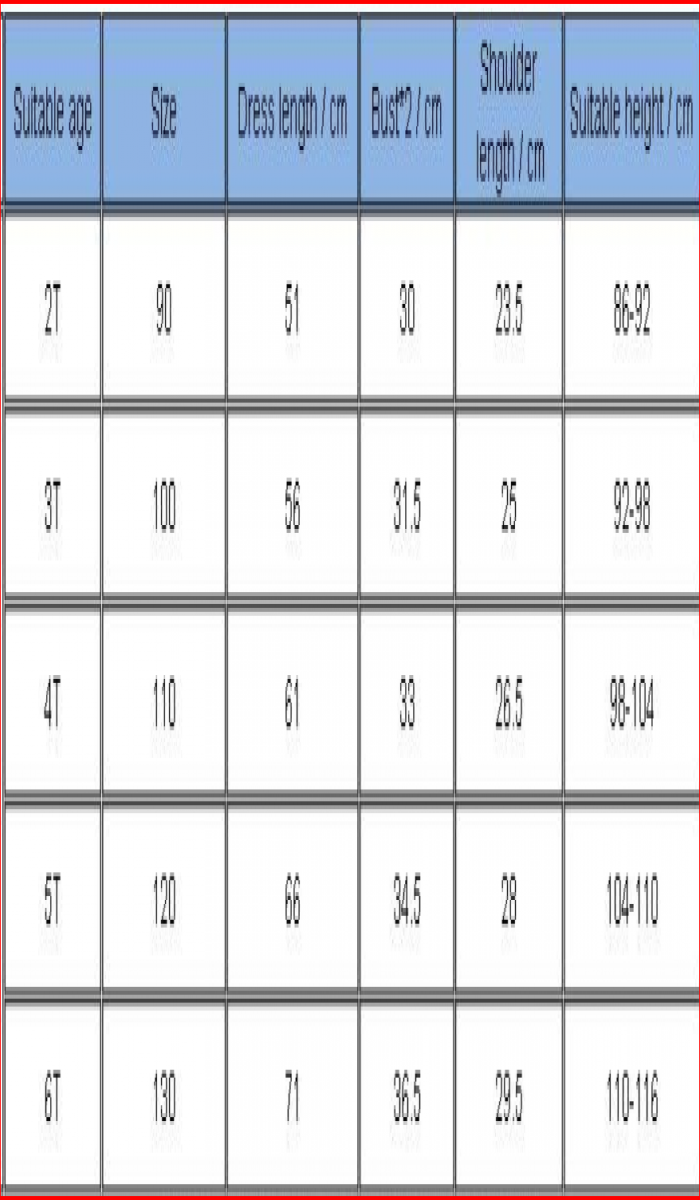 Suitable age Size Dress length / cm Bust*2 / cm Shoulder length / cm Suitable height / cm
2T 90 51 30 23.5 86-92
3T 100 56 31.5 25 92-98
4T 110 61 33 26.5 98-104
5T 120 66 34.5 28 104-110
6T 130 71 36.5 29.5 110-116